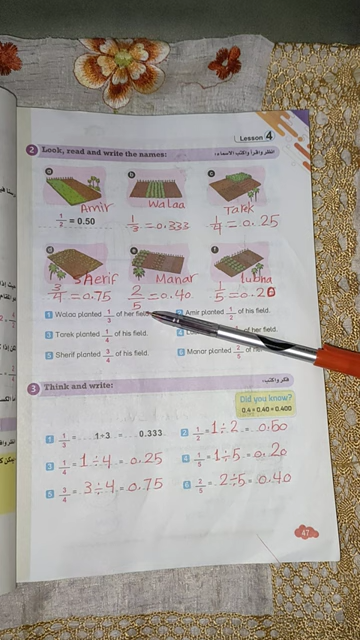 Lesson 4
2 Look, read and write the names: انظر واقرأ واكتب الأسماء:
a b c
Amir Walaa Tarek
1/2 = 0.50 1/3 = 0.333 1/4 = 0.25
d e f
sherif Manar lubna
3/4 = 0.75 2/5 = 0.40 1/5 = 0.20
1 Walaa planted 1/3 of her field. 2 Amir planted 1/2 of his field.
3 Tarek planted 1/4 of his field. 4 of her field.
5 Sherif planted 3/4 of his field. 6 Manar planted 2/5 of
3 Think and write: فكر واكتب:
Did you know?
0.4 = 0.40 = 0.400
1 1/3 = 1÷3 = 0.333 2 1/2 = 1÷2 = 0.50
3 1/4 = 1÷4 = 0.25 4 1/5 = 1÷5 = 0.20
5 3/4 = 3÷4 = 0.75 6 2/5 = 2÷5 = 0.40
47